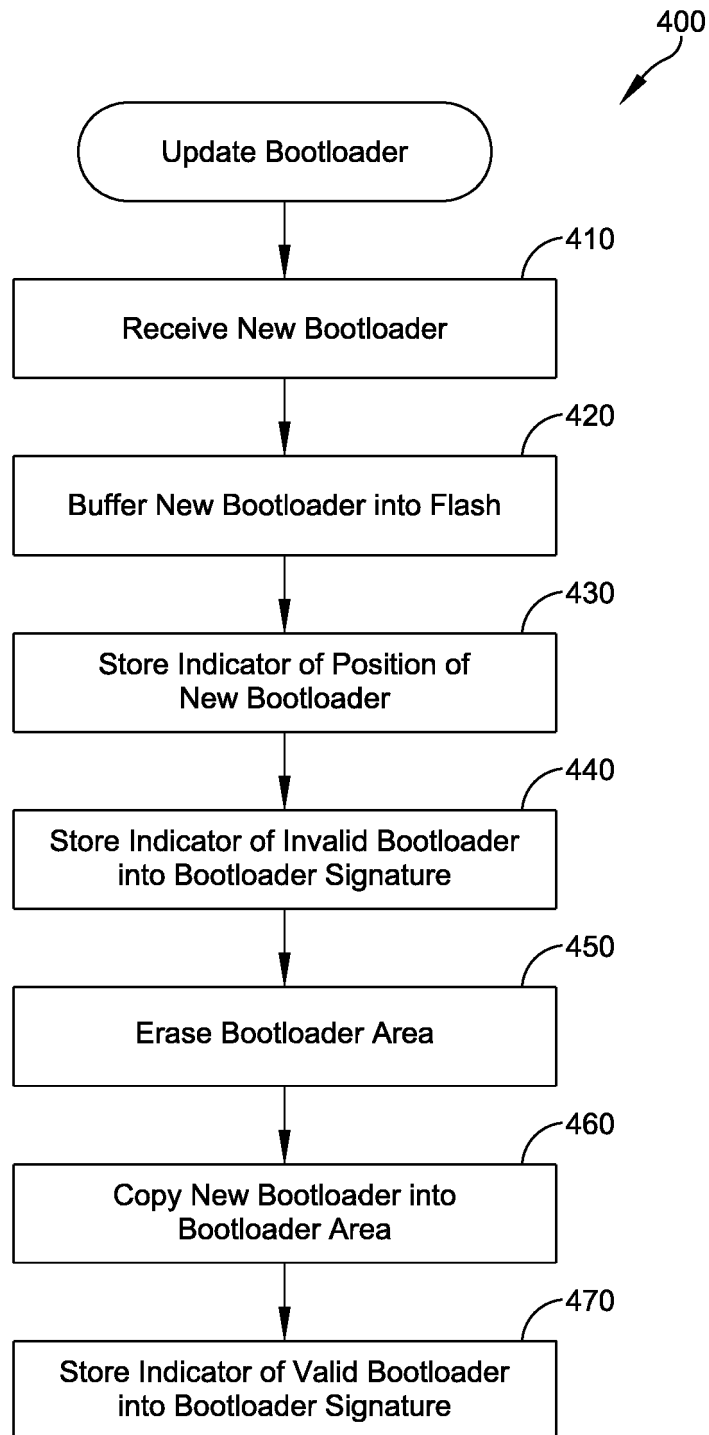 400
Update Bootloader
410
Receive New Bootloader
420
Buffer New Bootloader into Flash
430
Store Indicator of Position of
New Bootloader
440
Store Indicator of Invalid Bootloader
into Bootloader Signature
450
Erase Bootloader Area
460
Copy New Bootloader into
Bootloader Area
470
Store Indicator of Valid Bootloader
into Bootloader Signature